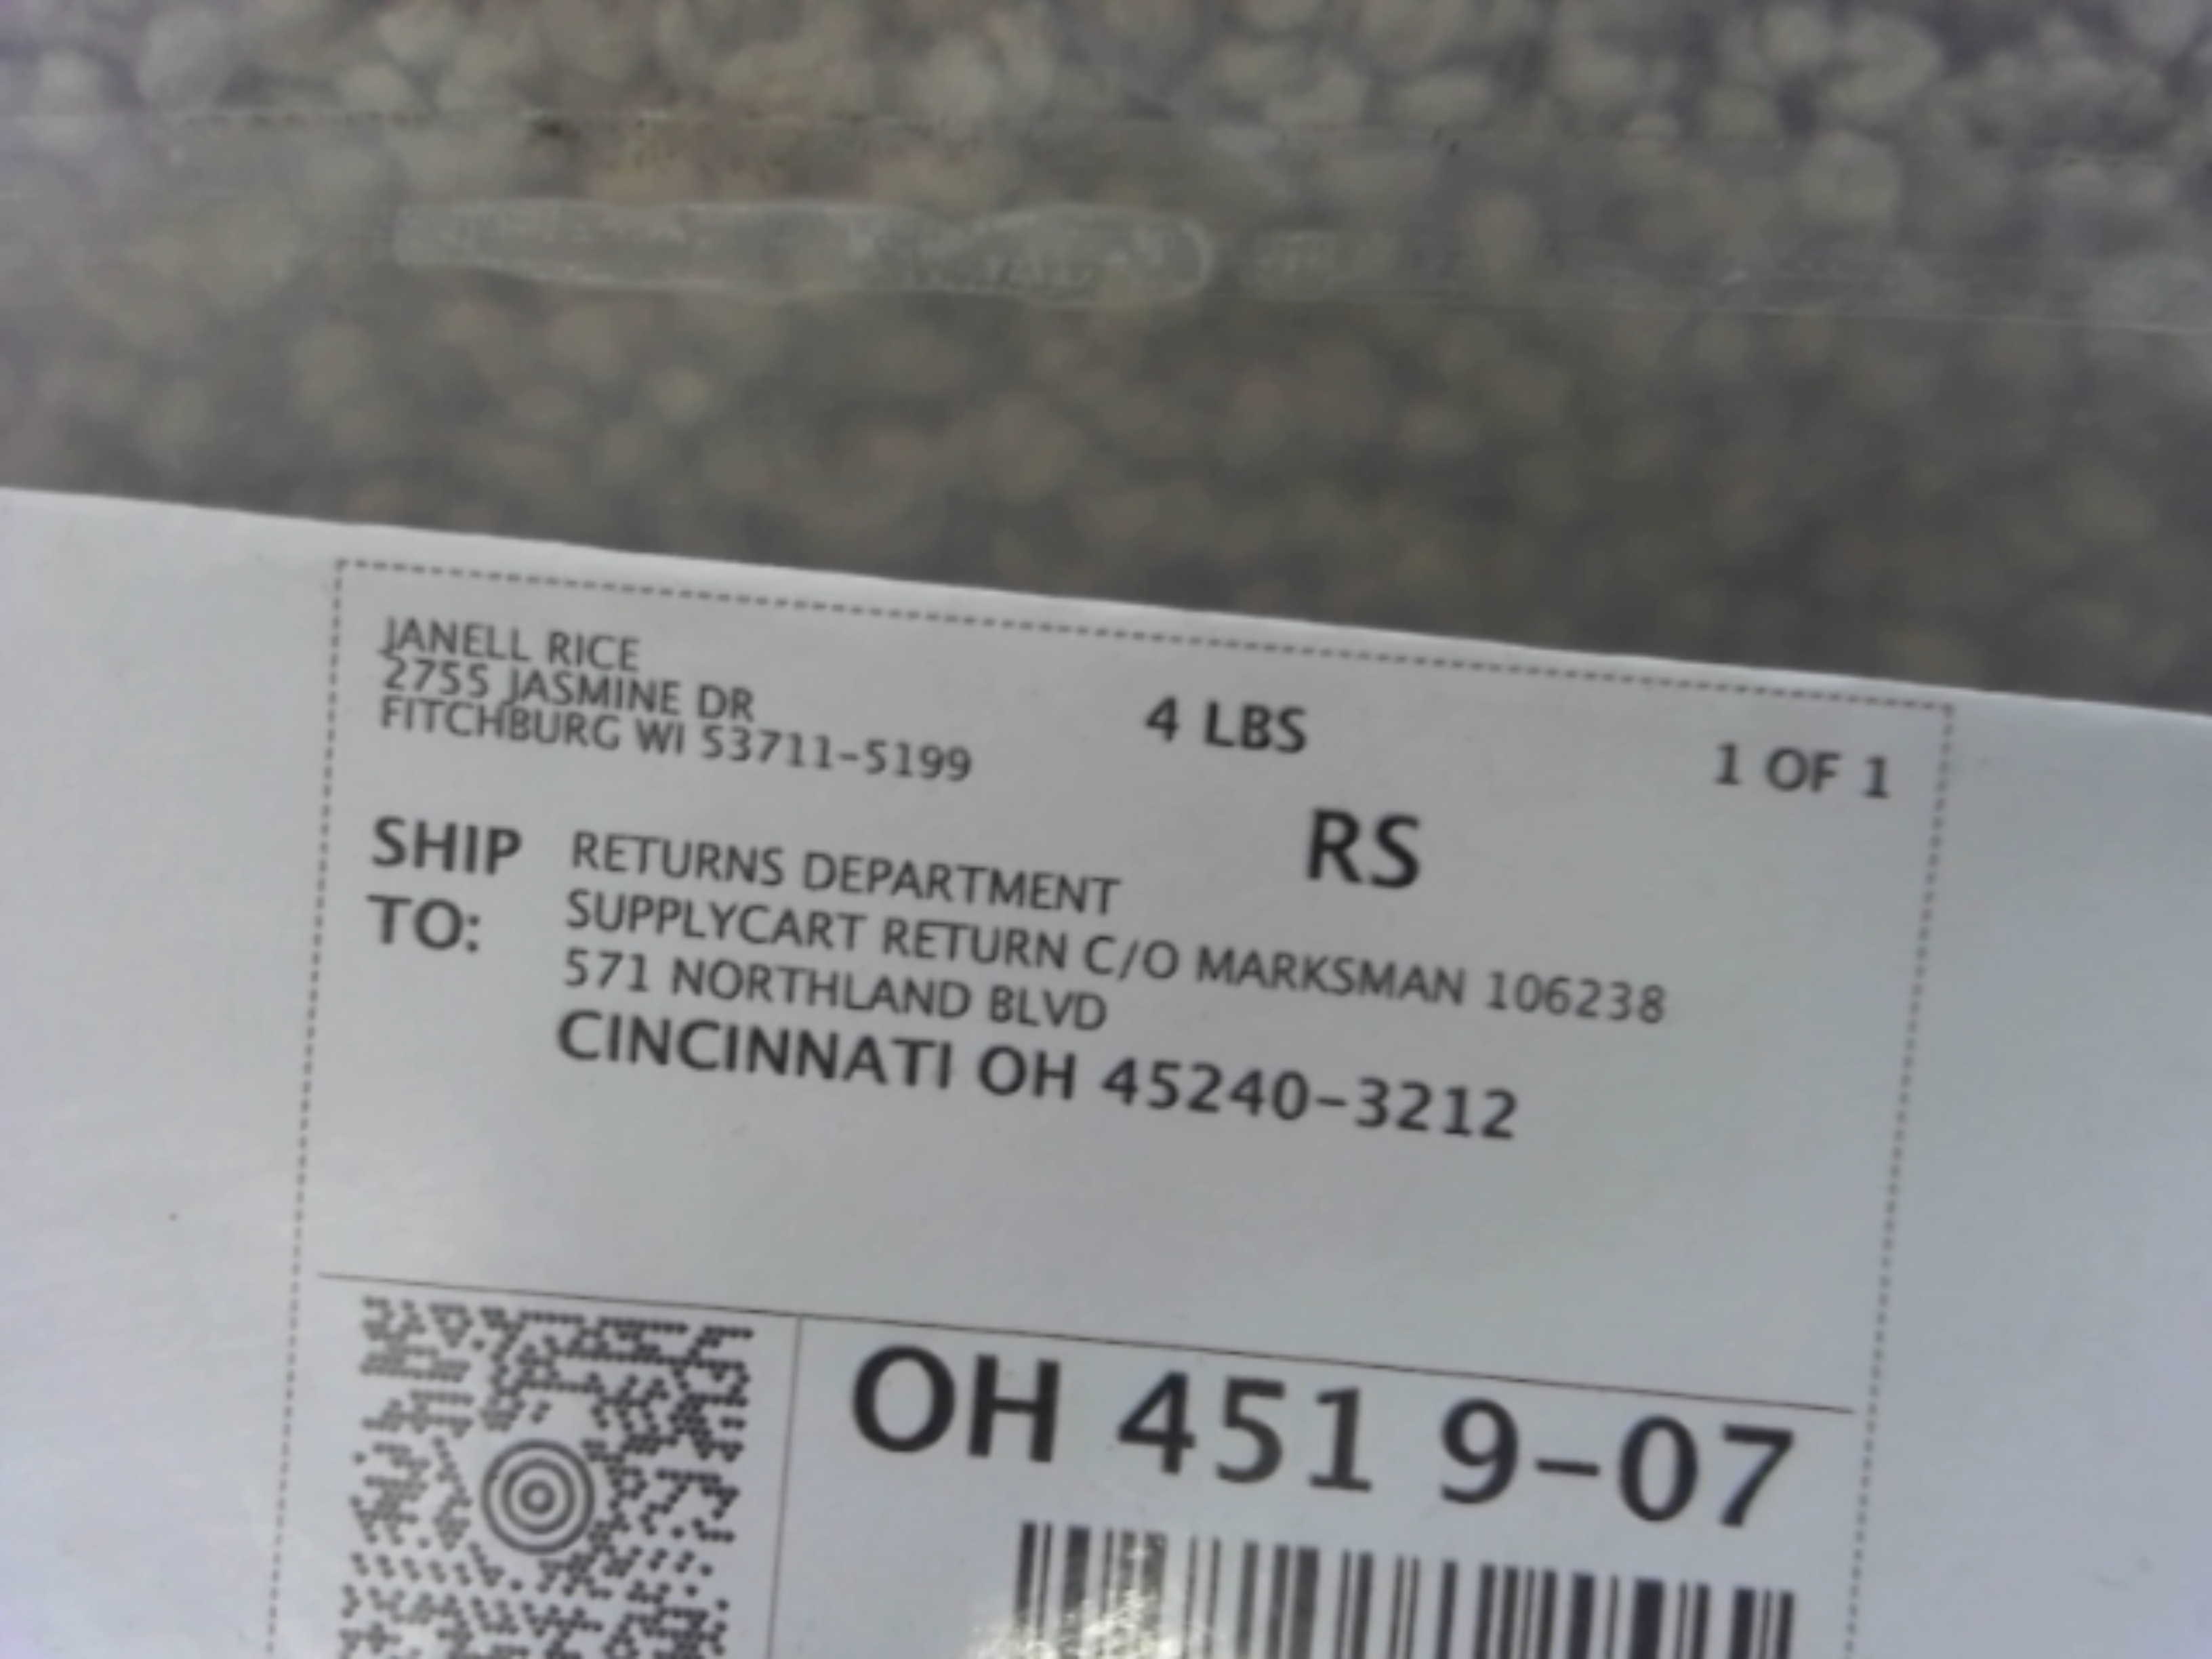 JANELL RICE
2755 JASMINE DR
FITCHBURG WI 53711-5199
4 LBS
1 OF 1
RS
SHIP TO:
RETURNS DEPARTMENT
SUPPLYCART RETURN C/O MARKSMAN 106238
571 NORTHLAND BLVD
CINCINNATI OH 45240-3212
OH 451 9-07